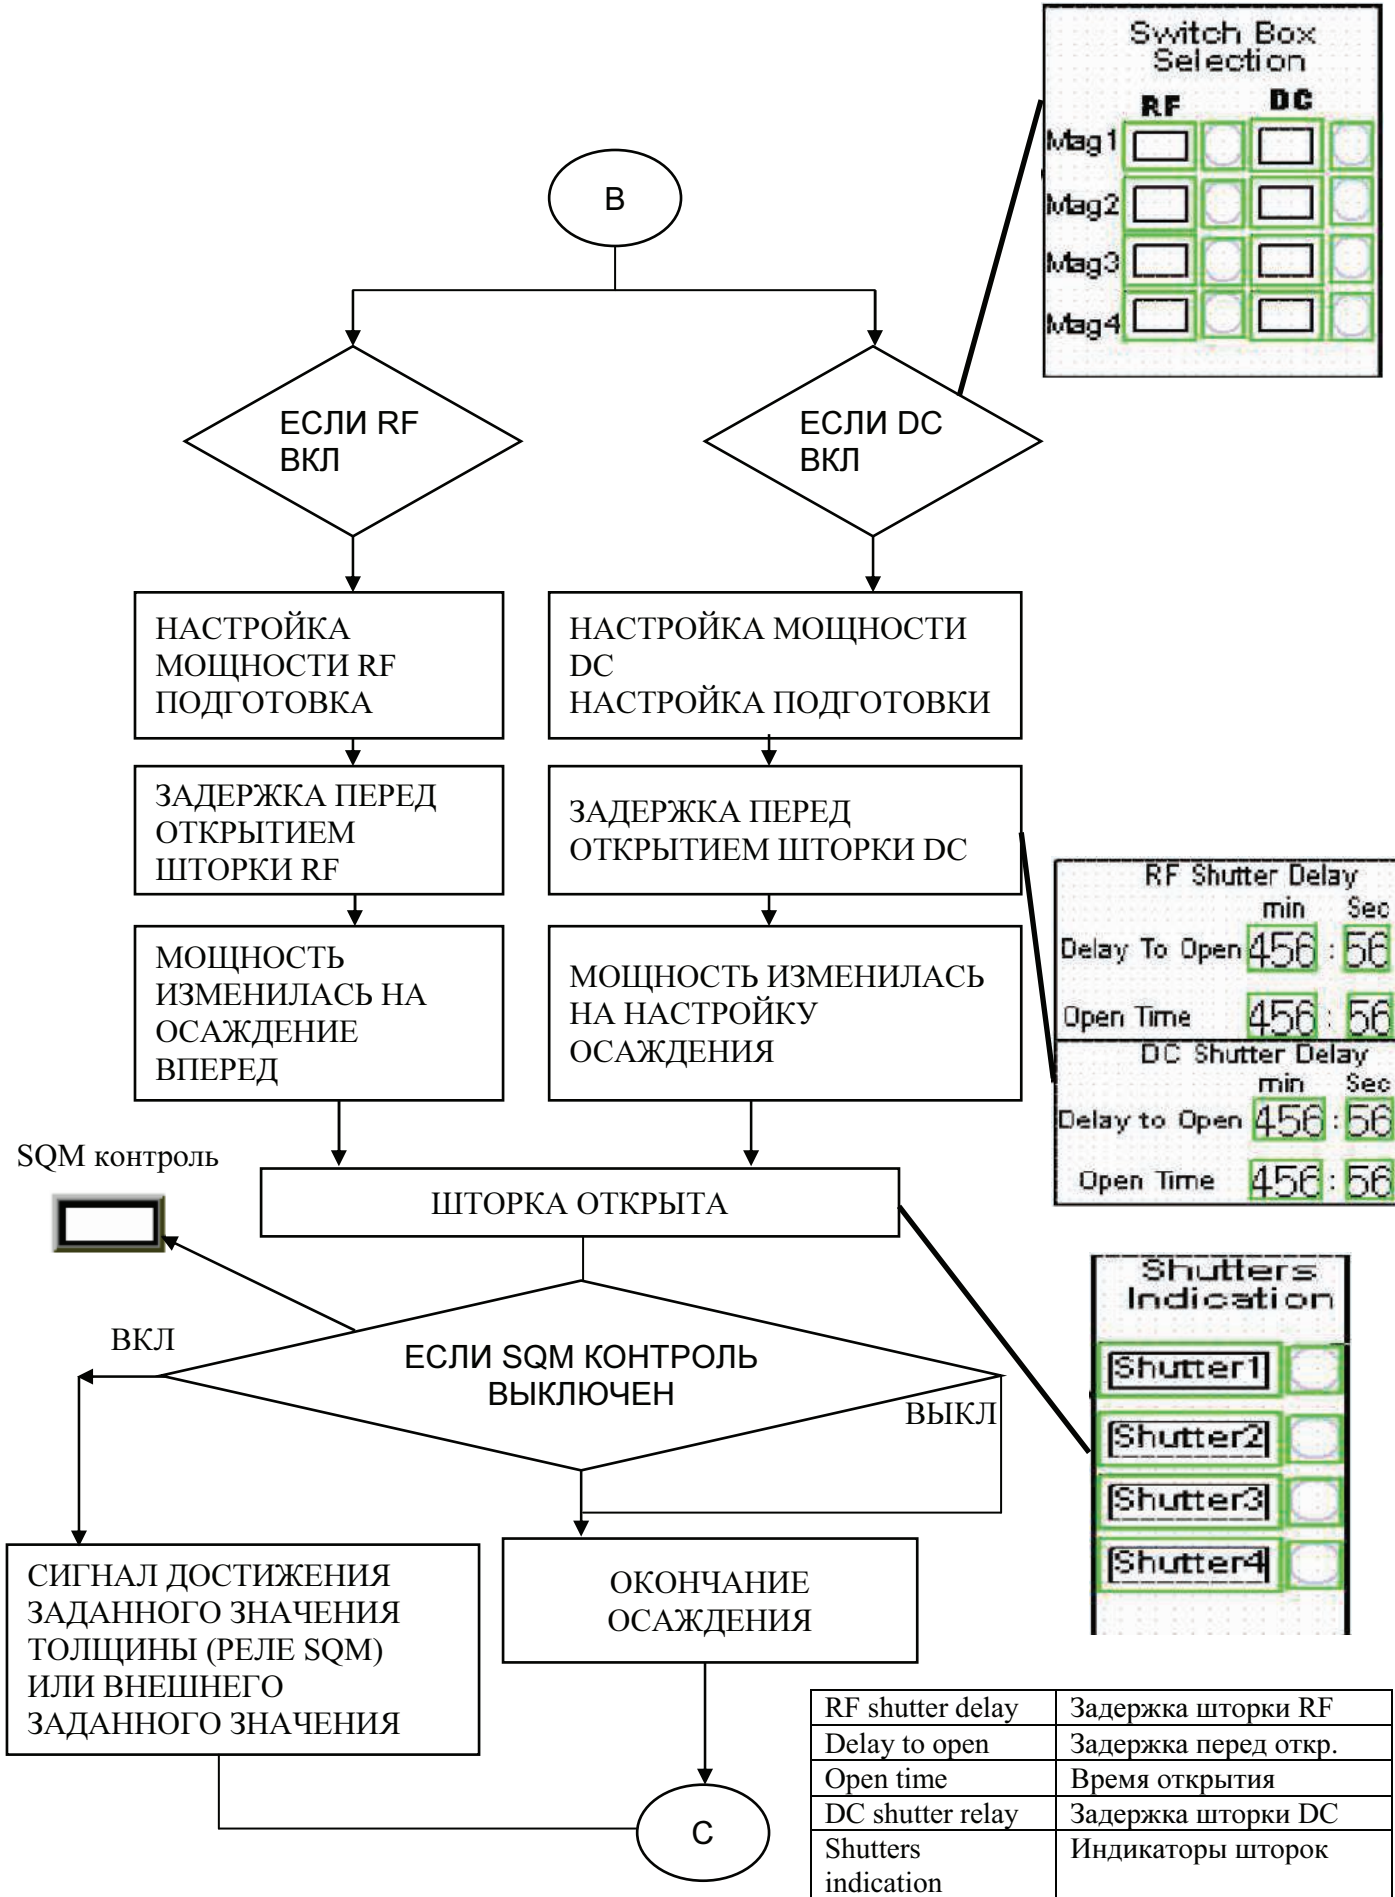 Switch Box
Selection
RF DC
Mag1
Mag2
Mag3
Mag4
B
ЕСЛИ RF
ВКЛ
ЕСЛИ DC
ВКЛ
НАСТРОЙКА
МОЩНОСТИ RF
ПОДГОТОВКА
НАСТРОЙКА МОЩНОСТИ
DC
НАСТРОЙКА ПОДГОТОВКИ
ЗАДЕРЖКА ПЕРЕД
ОТКРЫТИЕМ
ШТОРКИ RF
ЗАДЕРЖКА ПЕРЕД
ОТКРЫТИЕМ ШТОРКИ DC
RF Shutter Delay
min Sec
Delay To Open 456 : 56
Open Time 456 : 56
DC Shutter Delay
min Sec
Delay to Open 456 : 56
Open Time 456 : 56
МОЩНОСТЬ
ИЗМЕНИЛАСЬ НА
ОСАЖДЕНИЕ
ВПЕРЕД
МОЩНОСТЬ ИЗМЕНИЛАСЬ
НА НАСТРОЙКУ
ОСАЖДЕНИЯ
SQM контроль
ШТОРКА ОТКРЫТА
Shutters
Indication
Shutter1
Shutter2
Shutter3
Shutter4
ВКЛ
ЕСЛИ SQM КОНТРОЛЬ
ВЫКЛЮЧЕН
ВЫКЛ
СИГНАЛ ДОСТИЖЕНИЯ
ЗАДАННОГО ЗНАЧЕНИЯ
ТОЛЩИНЫ (РЕЛЕ SQM)
ИЛИ ВНЕШНЕГО
ЗАДАННОГО ЗНАЧЕНИЯ
ОКОНЧАНИЕ
ОСАЖДЕНИЯ
C
RF shutter delay Задержка шторки RF
Delay to open Задержка перед откр.
Open time Время открытия
DC shutter relay Задержка шторки DC
Shutters Индикаторы шторок
indication